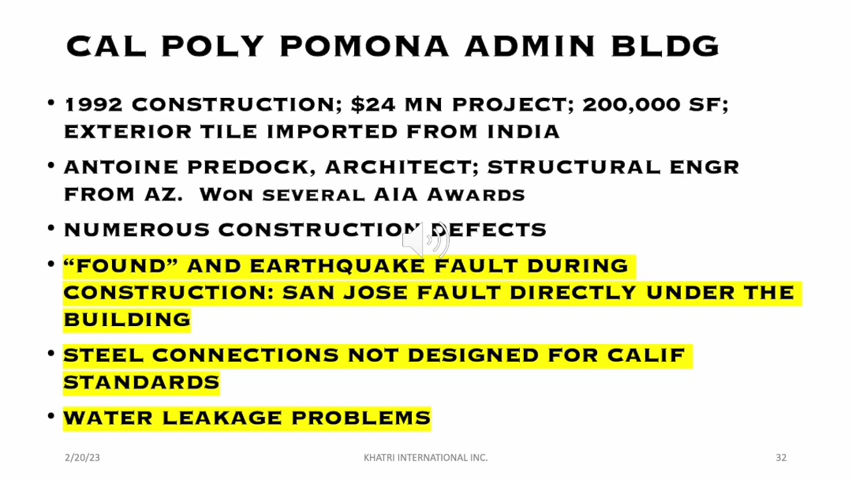 CAL POLY POMONA ADMIN BLDG
• 1992 CONSTRUCTION; $24 MN PROJECT; 200,000 SF;
EXTERIOR TILE IMPORTED FROM INDIA
• ANTOINE PREDOCK, ARCHITECT; STRUCTURAL ENGR
FROM AZ. WON SEVERAL AIA AWARDS
• NUMEROUS CONSTRUCTION DEFECTS
• “FOUND” AND EARTHQUAKE FAULT DURING
CONSTRUCTION: SAN JOSE FAULT DIRECTLY UNDER THE
BUILDING
• STEEL CONNECTIONS NOT DESIGNED FOR CALIF
STANDARDS
• WATER LEAKAGE PROBLEMS
2/20/23 KHATRI INTERNATIONAL INC. 32